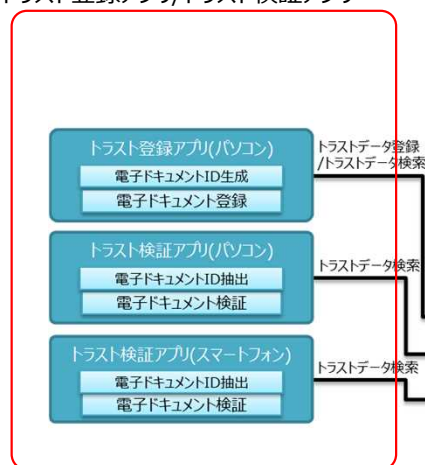 トラスト登録アプリ/トラスト検証アプリ
トラスト登録アプリ(パソコン)
電子ドキュメントID生成
電子ドキュメント登録
トラストデータ登録
/トラストデータ検索
トラスト検証アプリ(パソコン)
電子ドキュメントID抽出
電子ドキュメント検証
トラストデータ検索
トラスト検証アプリ(スマートフォン)
電子ドキュメントID抽出
電子ドキュメント検証
トラストデータ検索